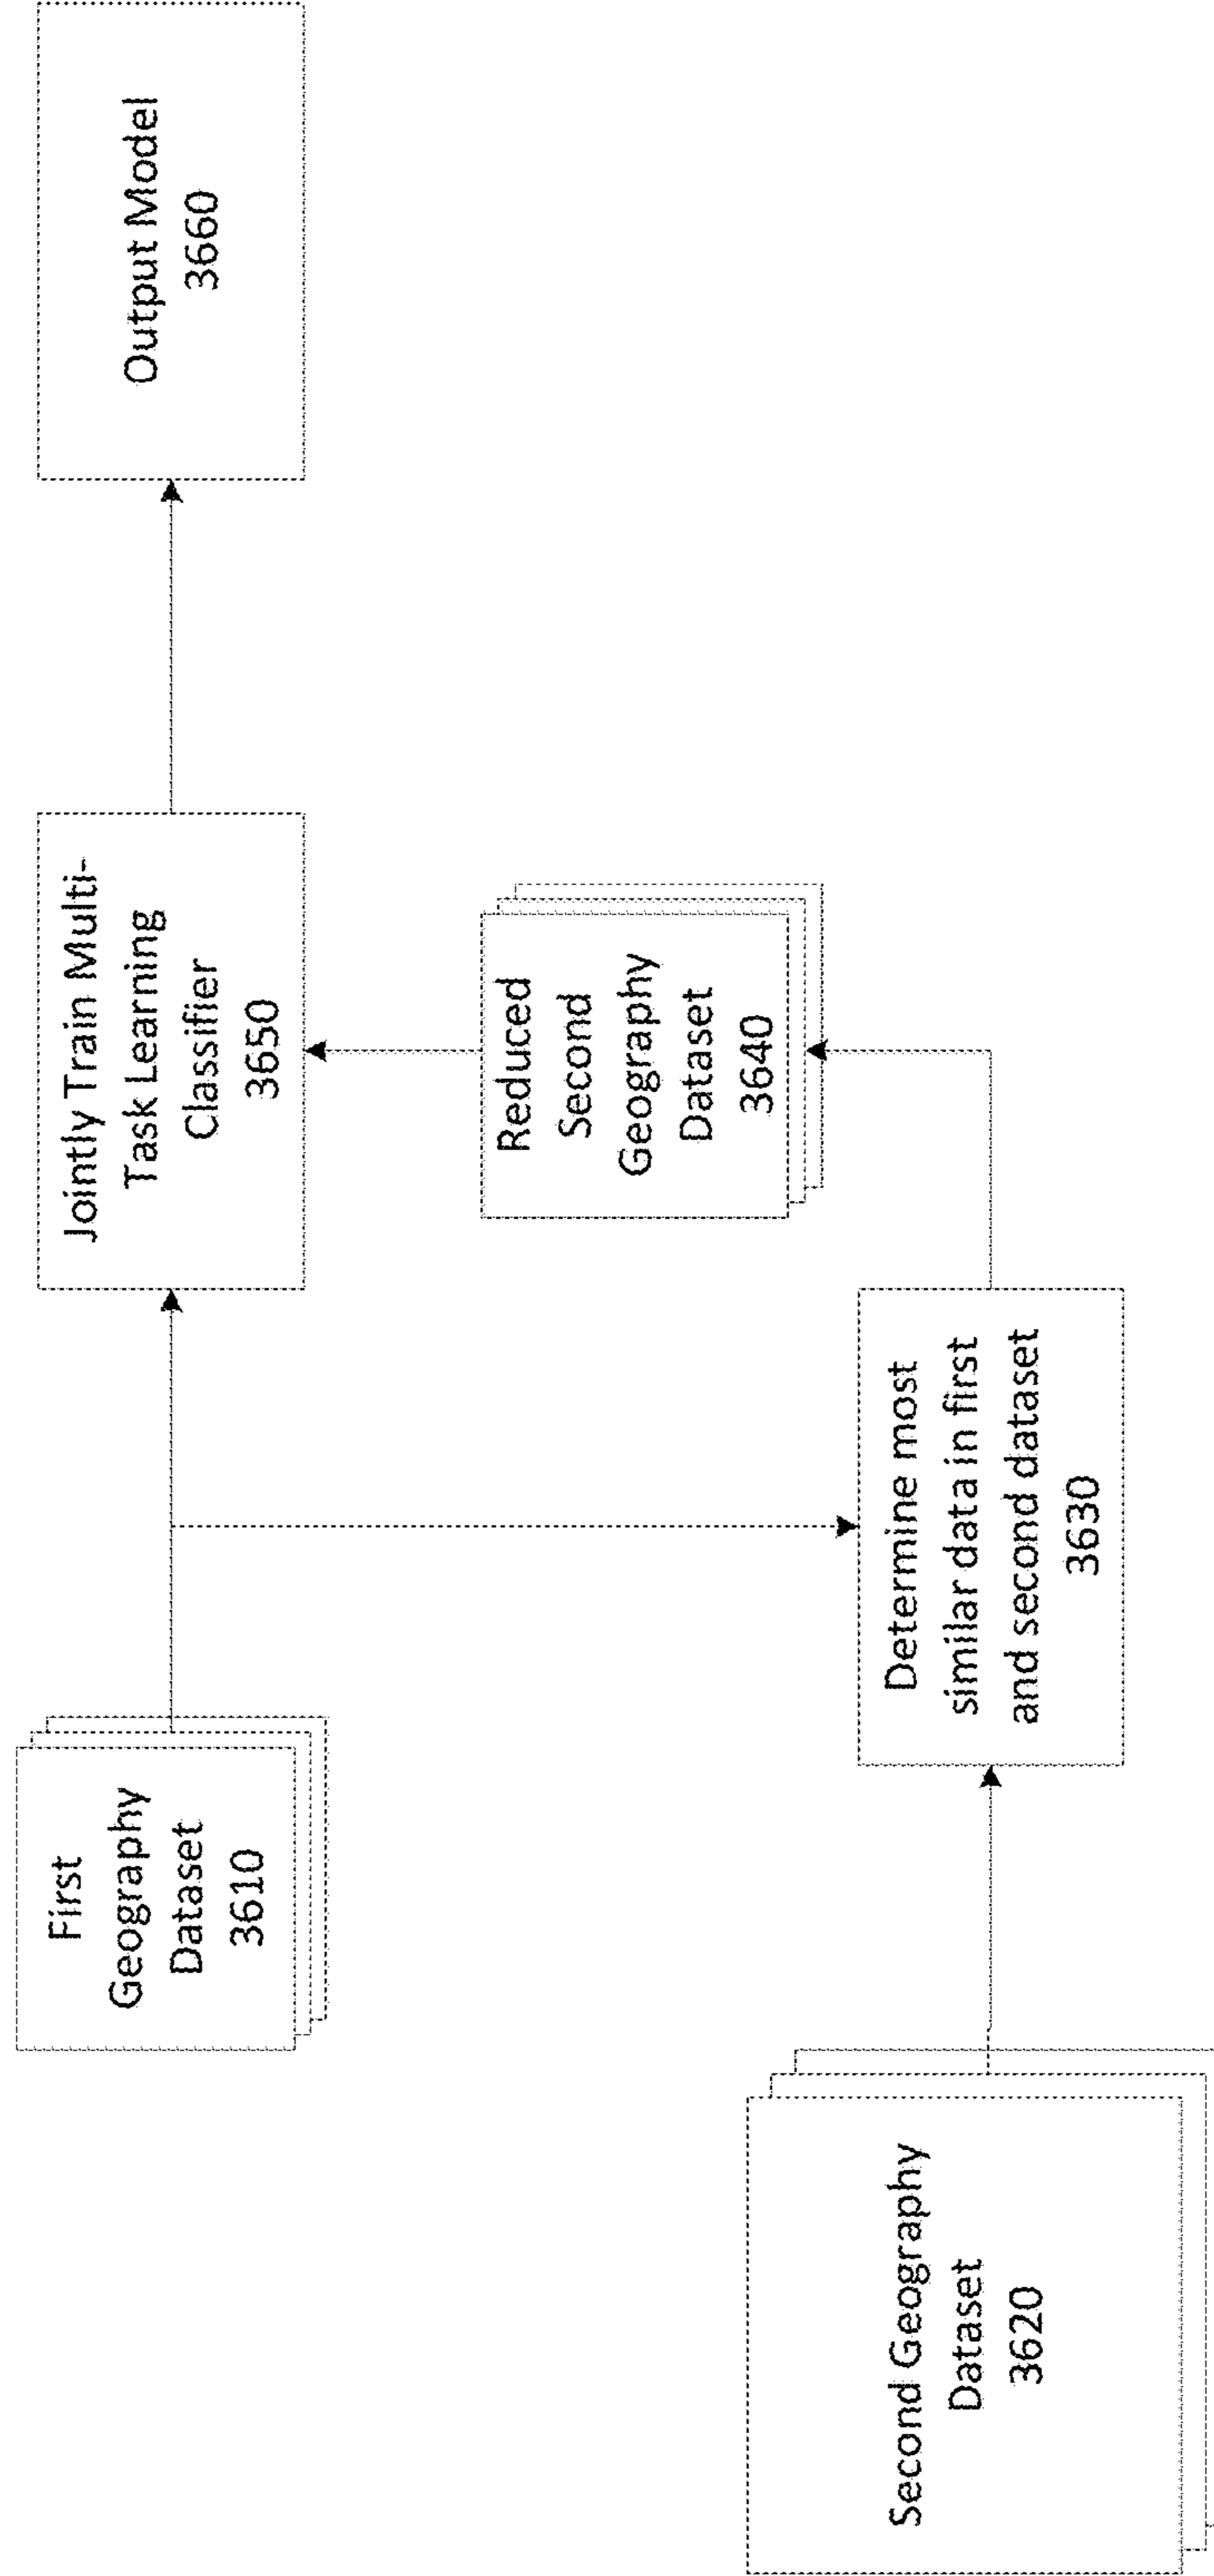 First
Geography
Dataset
3610
Second Geography
Dataset
3620
Determine most
similar data in first
and second dataset
3630
Reduced
Second
Geography
Dataset
3640
Jointly Train Multi-
Task Learning
Classifier
3650
Output Model
3660